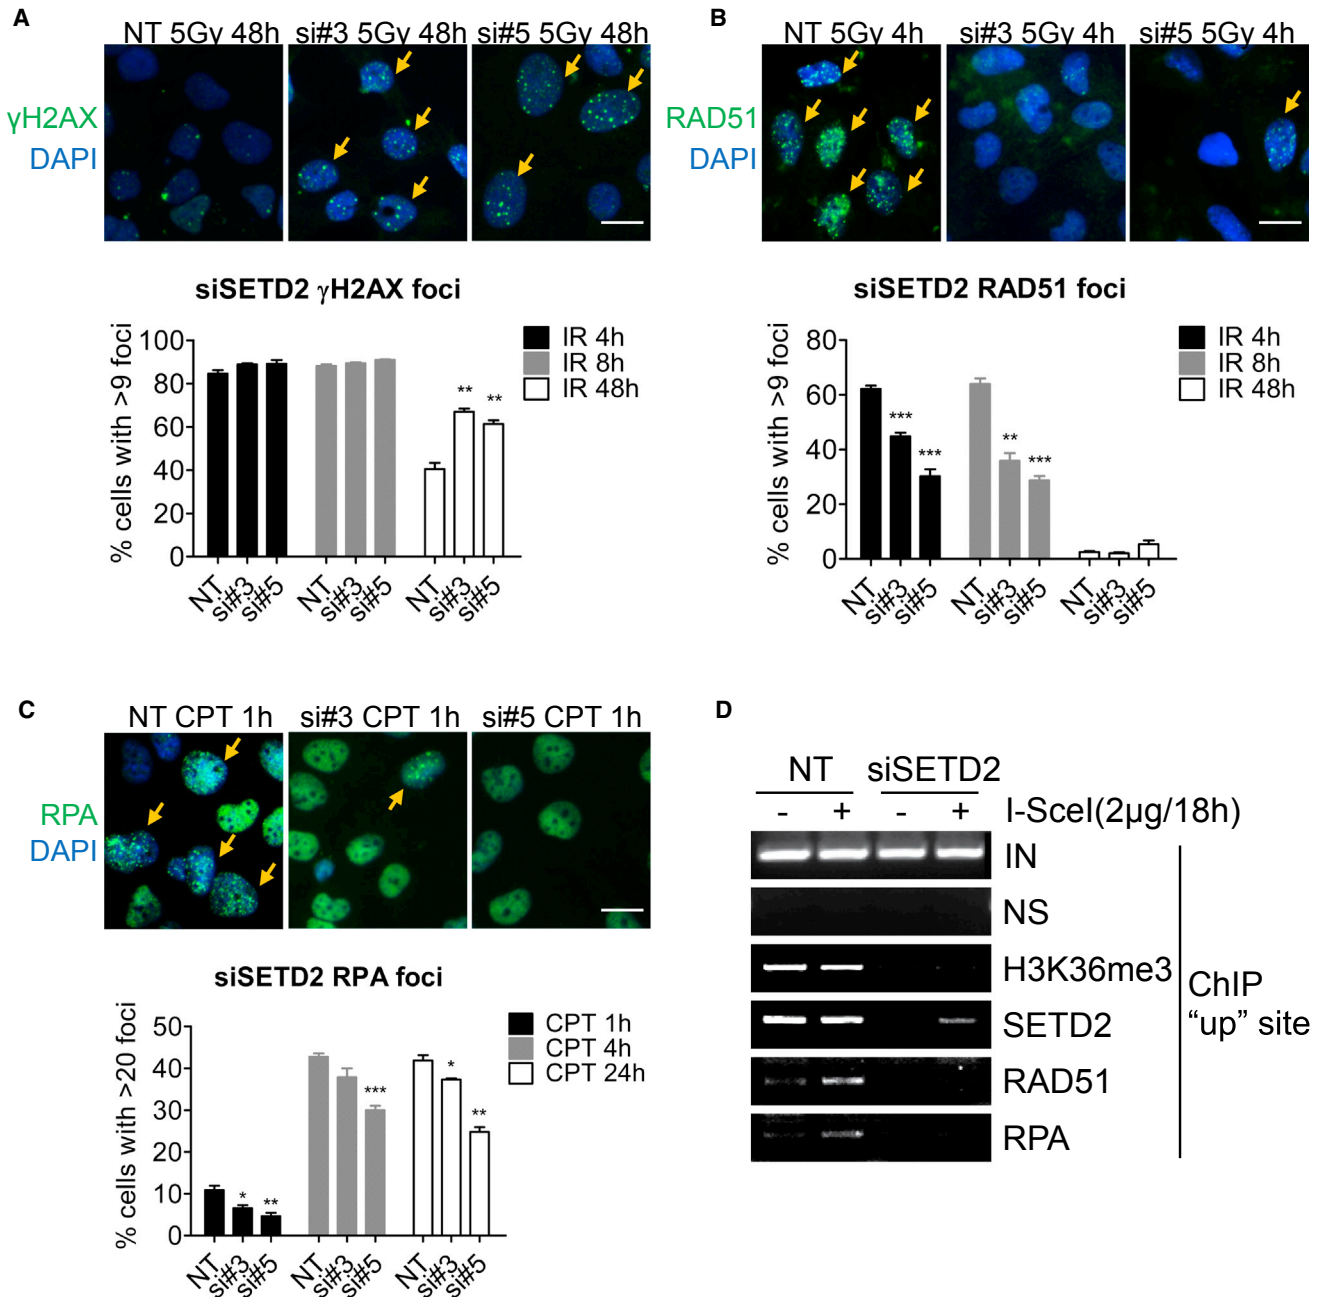 A
NT 5Gy 48h
si#3 5Gy 48h
si#5 5Gy 48h
γH2AX
DAPI
siSETD2 γH2AX foci
% cells with >9 foci
100
80
60
40
20
0
** **
IR 4h
IR 8h
IR 48h
NT si#3 si#5 NT si#3 si#5 NT si#3 si#5
B
NT 5Gy 4h
si#3 5Gy 4h
si#5 5Gy 4h
RAD51
DAPI
siSETD2 RAD51 foci
% cells with >9 foci
80
60
40
20
0
*** *** ** ***
IR 4h
IR 8h
IR 48h
NT si#3 si#5 NT si#3 si#5 NT si#3 si#5
C
NT CPT 1h
si#3 CPT 1h
si#5 CPT 1h
RPA
DAPI
siSETD2 RPA foci
% cells with >20 foci
50
40
30
20
10
0
* ** *** * **
CPT 1h
CPT 4h
CPT 24h
NT si#3 si#5 NT si#3 si#5 NT si#3 si#5
D
NT siSETD2
- + - + I-SceI(2μg/18h)
IN
NS
H3K36me3
SETD2
RAD51
RPA
ChIP
“up” site